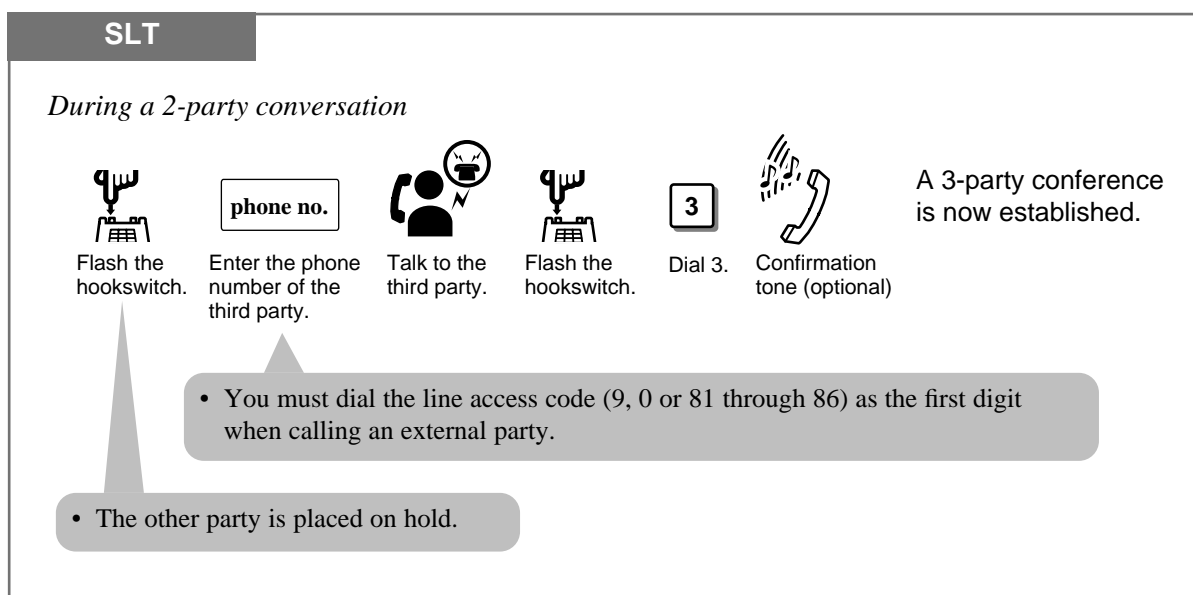 SLT
During a 2-party conversation
phone no.
3
A 3-party conference
is now established.
Flash the
hookswitch.
Enter the phone
number of the
third party.
Talk to the
third party.
Flash the
hookswitch.
Dial 3.
Confirmation
tone (optional)
• You must dial the line access code (9, 0 or 81 through 86) as the first digit
when calling an external party.
• The other party is placed on hold.